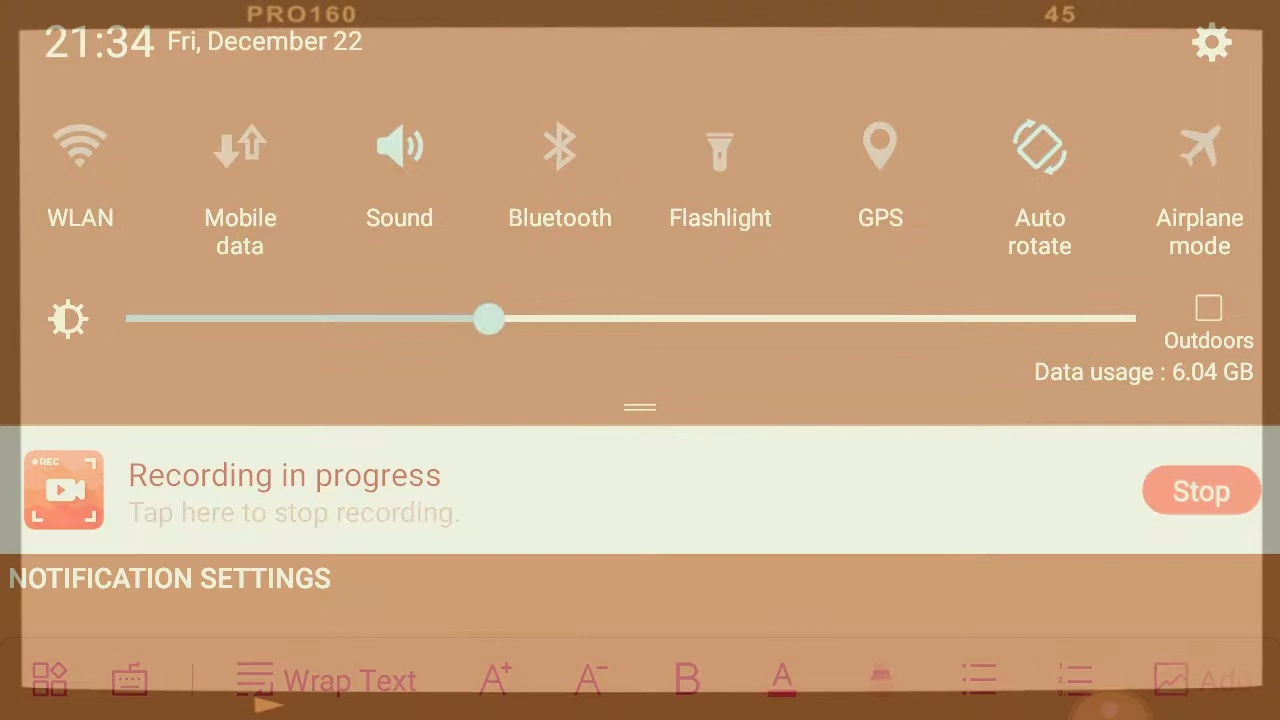 PRO160 45
21:34 Fri, December 22
WLAN Mobile data Sound Bluetooth Flashlight GPS Auto rotate Airplane mode
Outdoors
Data usage : 6.04 GB
REC
Recording in progress
Tap here to stop recording.
Stop
NOTIFICATION SETTINGS
Wrap Text A+ A- B A